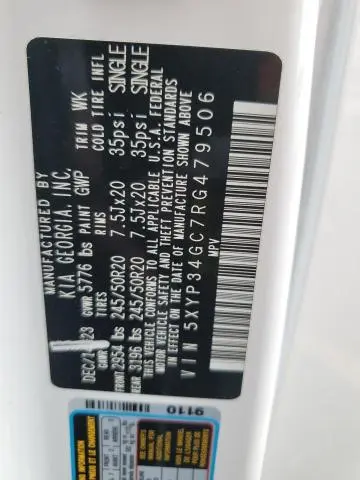 MANUFACTURED BY
KIA GEORGIA, INC.
DEC/ 23 GVWR 5776 lbs PAINT GWP TRIM WK
TIRES RIMS COLD TIRE INFL
FRONT 2954 lbs 245/50R20 7.5Jx20 35psi SINGLE
REAR 3196 lbs 245/50R20 7.5Jx20 35psi SINGLE
THIS VEHICLE CONFORMS TO ALL APPLICABLE U.S.A. FEDERAL
MOTOR VEHICLE SAFETY AND THEFT PREVENTION STANDARDS
IN EFFECT ON THE DATE OF MANUFACTURE SHOWN ABOVE
VIN 5XYP34GC7RG479506
MPV
9110